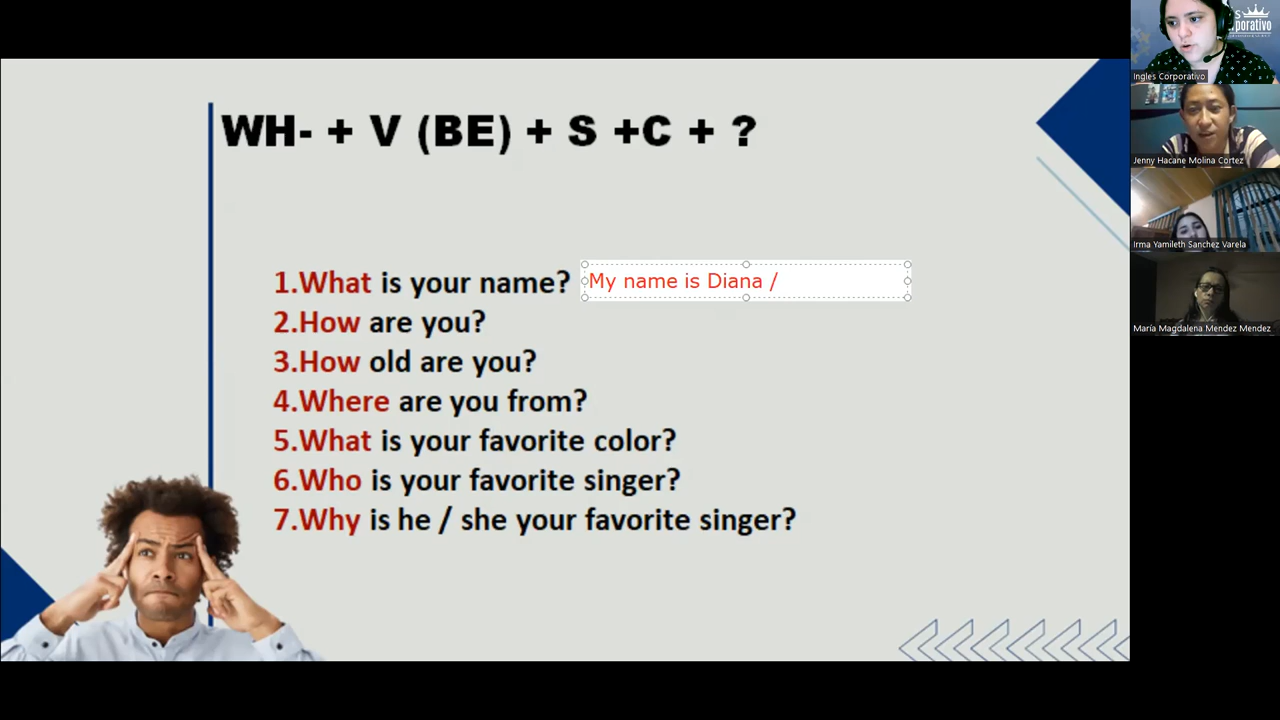 WH- + V (BE) + S +C + ?
1.What is your name? My name is Diana /
2.How are you?
3.How old are you?
4.Where are you from?
5.What is your favorite color?
6.Who is your favorite singer?
7.Why is he / she your favorite singer?
Ingles Corporativo
Jenny Hacane Molina Cortez
Irma Yamileth Sanchez Varela
María Magdalena Mendez Mendez